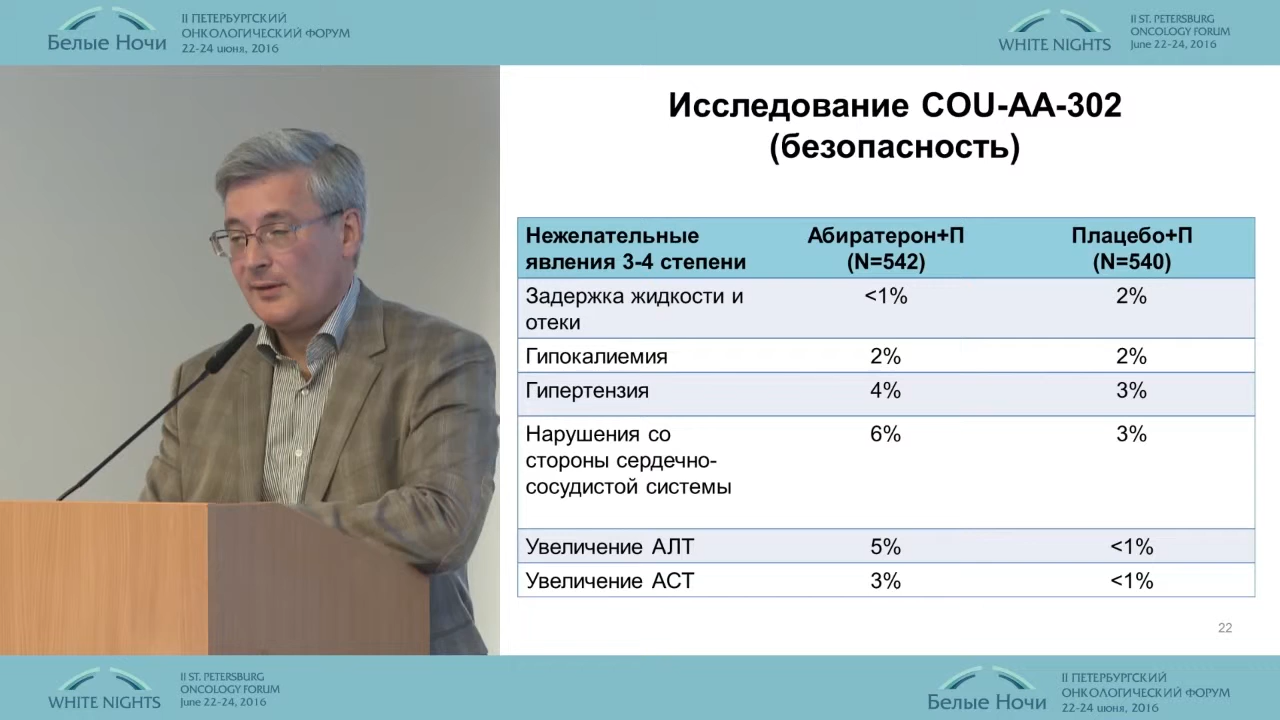 Белые Ночи
II ПЕТЕРБУРГСКИЙ
ОНКОЛОГИЧЕСКИЙ ФОРУМ
22-24 июня, 2016
WHITE NIGHTS
II ST. PETERSBURG
ONCOLOGY FORUM
June 22-24, 2016
Исследование COU-AA-302
(безопасность)
Нежелательные
явления 3-4 степени
Абиратерон+П
(N=542)
Плацебо+П
(N=540)
Задержка жидкости и
отеки
<1%
2%
Гипокалиемия
2%
2%
Гипертензия
4%
3%
Нарушения со
стороны сердечно-
сосудистой системы
6%
3%
Увеличение АЛТ
5%
<1%
Увеличение АСТ
3%
<1%
22
WHITE NIGHTS
II ST. PETERSBURG
ONCOLOGY FORUM
June 22-24, 2016
Белые Ночи
II ПЕТЕРБУРГСКИЙ
ОНКОЛОГИЧЕСКИЙ ФОРУМ
22-24 июня, 2016